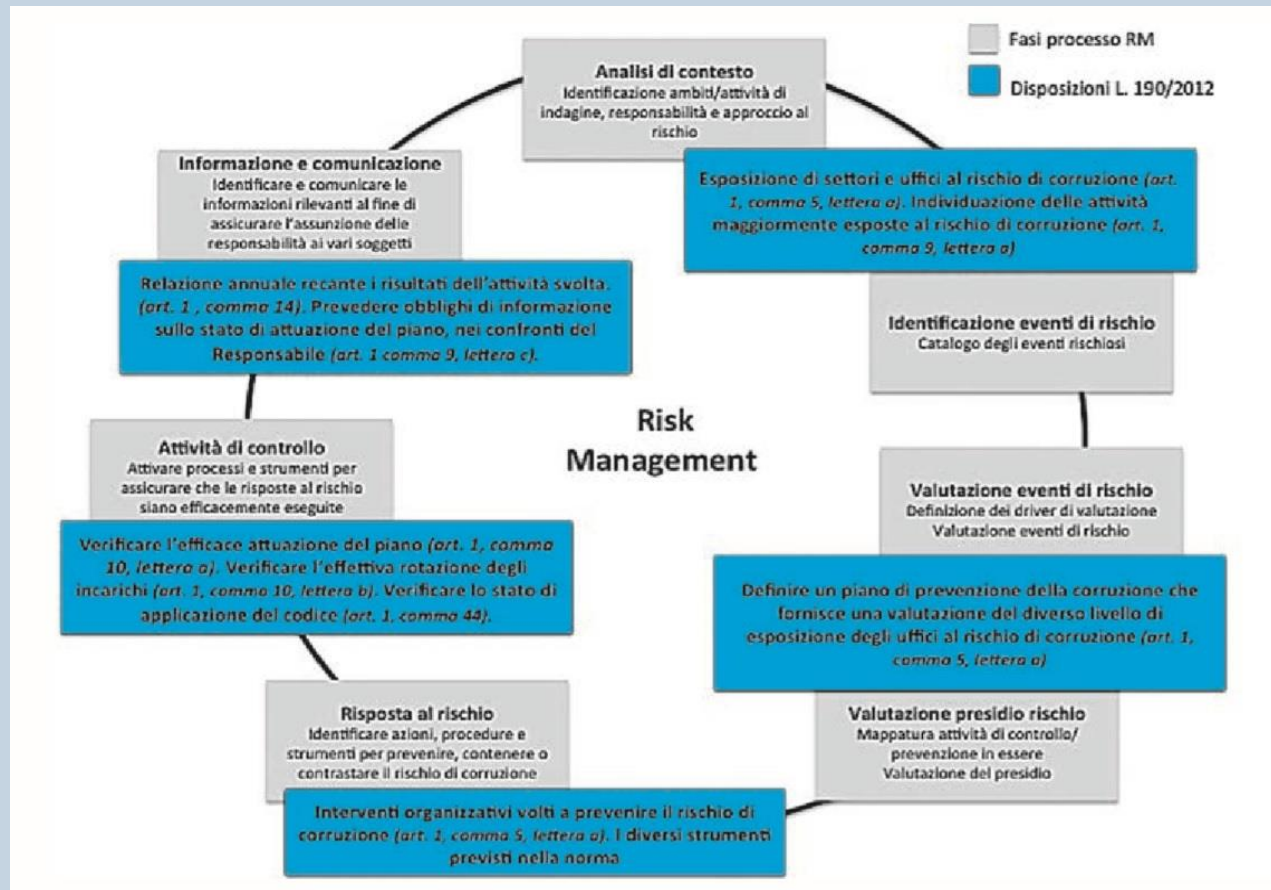 Fasi processo RM
Disposizioni L. 190/2012
Analisi di contesto
Identificazione ambiti/attività di
indagine, responsabilità e approccio al
rischio
Esposizione di settori e uffici al rischio di corruzione (art.
1, comma 5, lettera a). Individuazione delle attività
maggiormente esposte al rischio di corruzione (art. 1,
comma 9, lettera a)
Identificazione eventi di rischio
Catalogo degli eventi rischiosi
Valutazione eventi di rischio
Definizione dei driver di valutazione
Valutazione eventi di rischio
Definire un piano di prevenzione della corruzione che
fornisce una valutazione del diverso livello di
esposizione degli uffici al rischio di corruzione (art. 1,
comma 5, lettera a)
Valutazione presidio rischio
Mappatura attività di controllo/
prevenzione in essere
Valutazione del presidio
Risposta al rischio
Identificare azioni, procedure e
strumenti per prevenire, contenere o
contrastare il rischio di corruzione
Interventi organizzativi volti a prevenire il rischio di
corruzione (art. 1, comma 5, lettera a). I diversi strumenti
previsti nella norma
Attività di controllo
Attivare processi e strumenti per
assicurare che le risposte al rischio
siano efficacemente eseguite
Verificare l'efficace attuazione del piano (art. 1, comma
10, lettera a). Verificare l'effettiva rotazione degli
incarichi (art. 1, comma 10, lettera b). Verificare lo stato di
applicazione del codice (art. 1, comma 44).
Informazione e comunicazione
Identificare e comunicare le
informazioni rilevanti al fine di
assicurare l'assunzione delle
responsabilità ai vari soggetti
Relazione annuale recante i risultati dell'attività svolta.
(art. 1 , comma 14). Prevedere obblighi di informazione
sullo stato di attuazione del piano, nei confronti del
Responsabile (art. 1 comma 9, lettera c).
Risk
Management